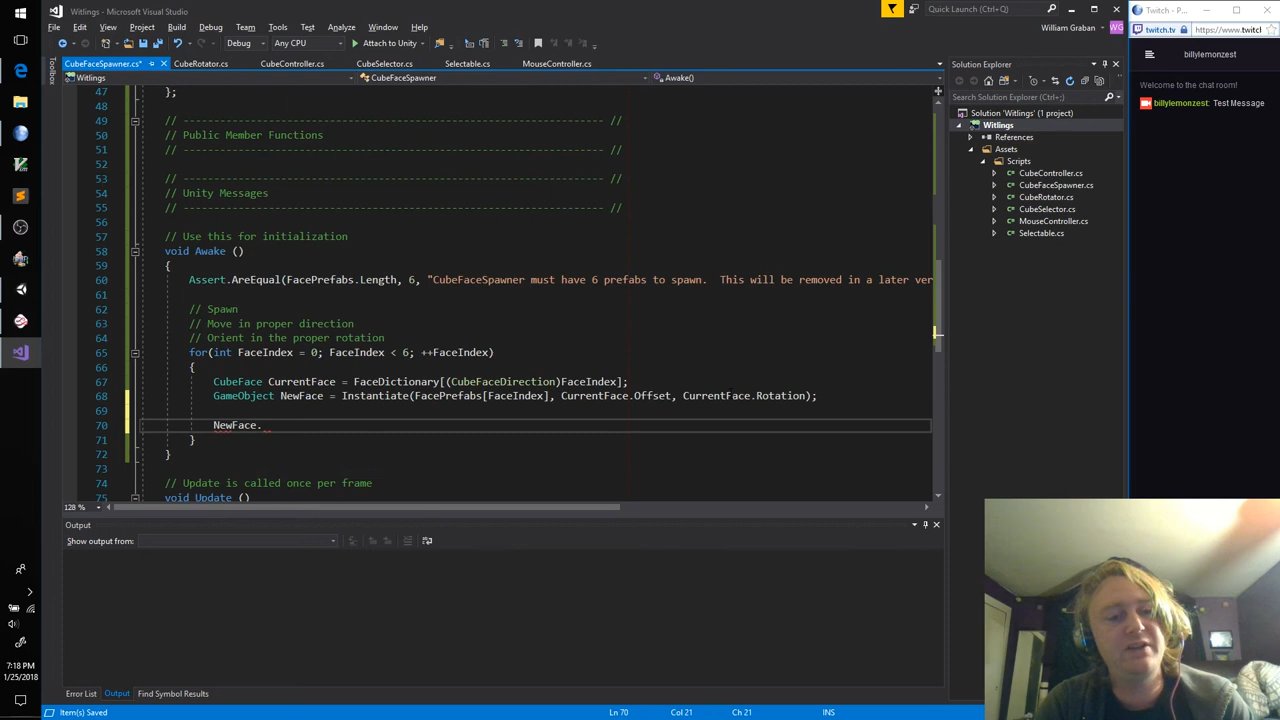 Witlings - Microsoft Visual Studio
Quick Launch (Ctrl+Q)
File Edit View Project Build Debug Team Tools Test Analyze Window Help
William Graban WG
Debug Any CPU Attach to Unity
CubeFaceSpawner.cs* CubeRotator.cs CubeController.cs CubeSelector.cs Selectable.cs MouseController.cs
Witlings CubeFaceSpawner Awake()
Toolbox
47 };
48
49 // ---------------------------------------------------------------------- //
50 // Public Member Functions
51 // ---------------------------------------------------------------------- //
52
53 // ---------------------------------------------------------------------- //
54 // Unity Messages
55 // ---------------------------------------------------------------------- //
56
57 // Use this for initialization
58 void Awake ()
59 {
60 Assert.AreEqual(FacePrefabs.Length, 6, "CubeFaceSpawner must have 6 prefabs to spawn.  This will be removed in a later ver
61
62 // Spawn
63 // Move in proper direction
64 // Orient in the proper rotation
65 for(int FaceIndex = 0; FaceIndex < 6; ++FaceIndex)
66 {
67 CubeFace CurrentFace = FaceDictionary[(CubeFaceDirection)FaceIndex];
68 GameObject NewFace = Instantiate(FacePrefabs[FaceIndex], CurrentFace.Offset, CurrentFace.Rotation);
69
70 NewFace.
71 }
72 }
73
74 // Update is called once per frame
75 void Update ()
128 %
Output
Show output from:
Error List Output Find Symbol Results
Item(s) Saved Ln 70 Col 21 Ch 21 INS
Solution Explorer
Search Solution Explorer (Ctrl+;)
Solution 'Witlings' (1 project)
Witlings
References
Assets
Scripts
CubeController.cs
CubeFaceSpawner.cs
CubeRotator.cs
CubeSelector.cs
MouseController.cs
Selectable.cs
Twitch - P...
twitch.tv https://www.twitch
billylemonzest
Welcome to the chat room!
billylemonzest: Test Message
7:18 PM
1/25/2018